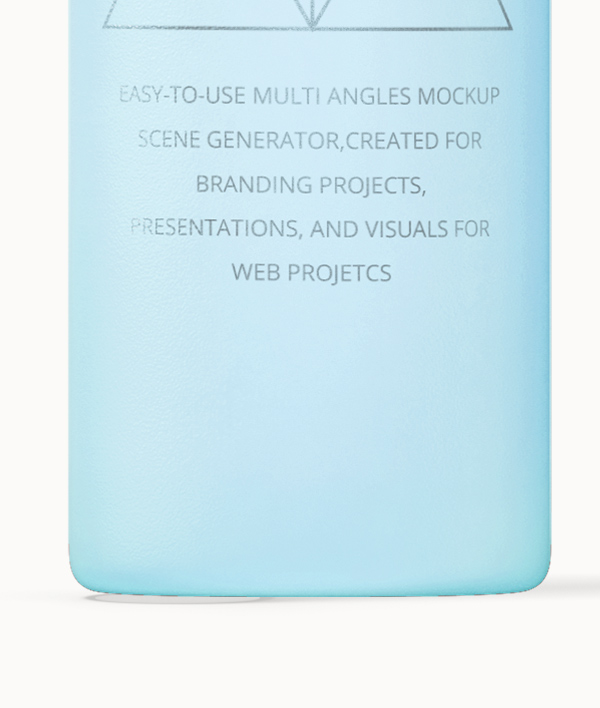 EASY-TO-USE MULTI ANGLES MOCKUP
SCENE GENERATOR,CREATED FOR
BRANDING PROJECTS,
PRESENTATIONS, AND VISUALS FOR
WEB PROJETCS